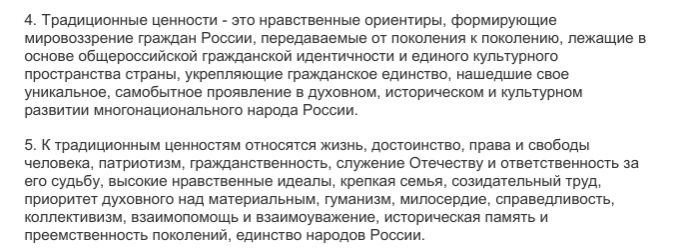 4. Традиционные ценности - это нравственные ориентиры, формирующие
мировоззрение граждан России, передаваемые от поколения к поколению, лежащие в
основе общероссийской гражданской идентичности и единого культурного
пространства страны, укрепляющие гражданское единство, нашедшие свое
уникальное, самобытное проявление в духовном, историческом и культурном
развитии многонационального народа России.
5. К традиционным ценностям относятся жизнь, достоинство, права и свободы
человека, патриотизм, гражданственность, служение Отечеству и ответственность за
его судьбу, высокие нравственные идеалы, крепкая семья, созидательный труд,
приоритет духовного над материальным, гуманизм, милосердие, справедливость,
коллективизм, взаимопомощь и взаимоуважение, историческая память и
преемственность поколений, единство народов России.